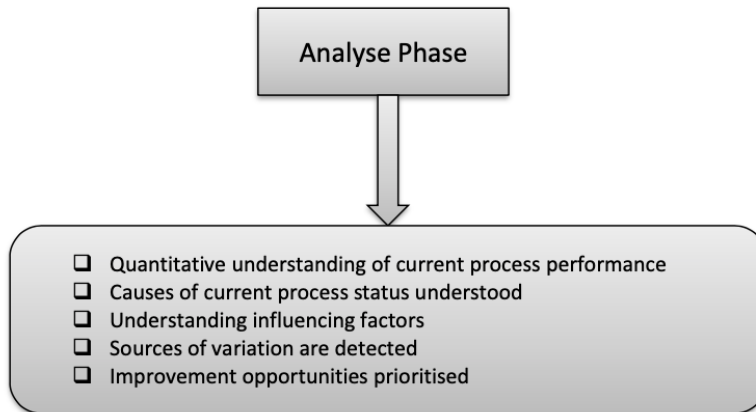 Analyse Phase
Quantitative understanding of current process performance
Causes of current process status understood
Understanding influencing factors
Sources of variation are detected
Improvement opportunities prioritised